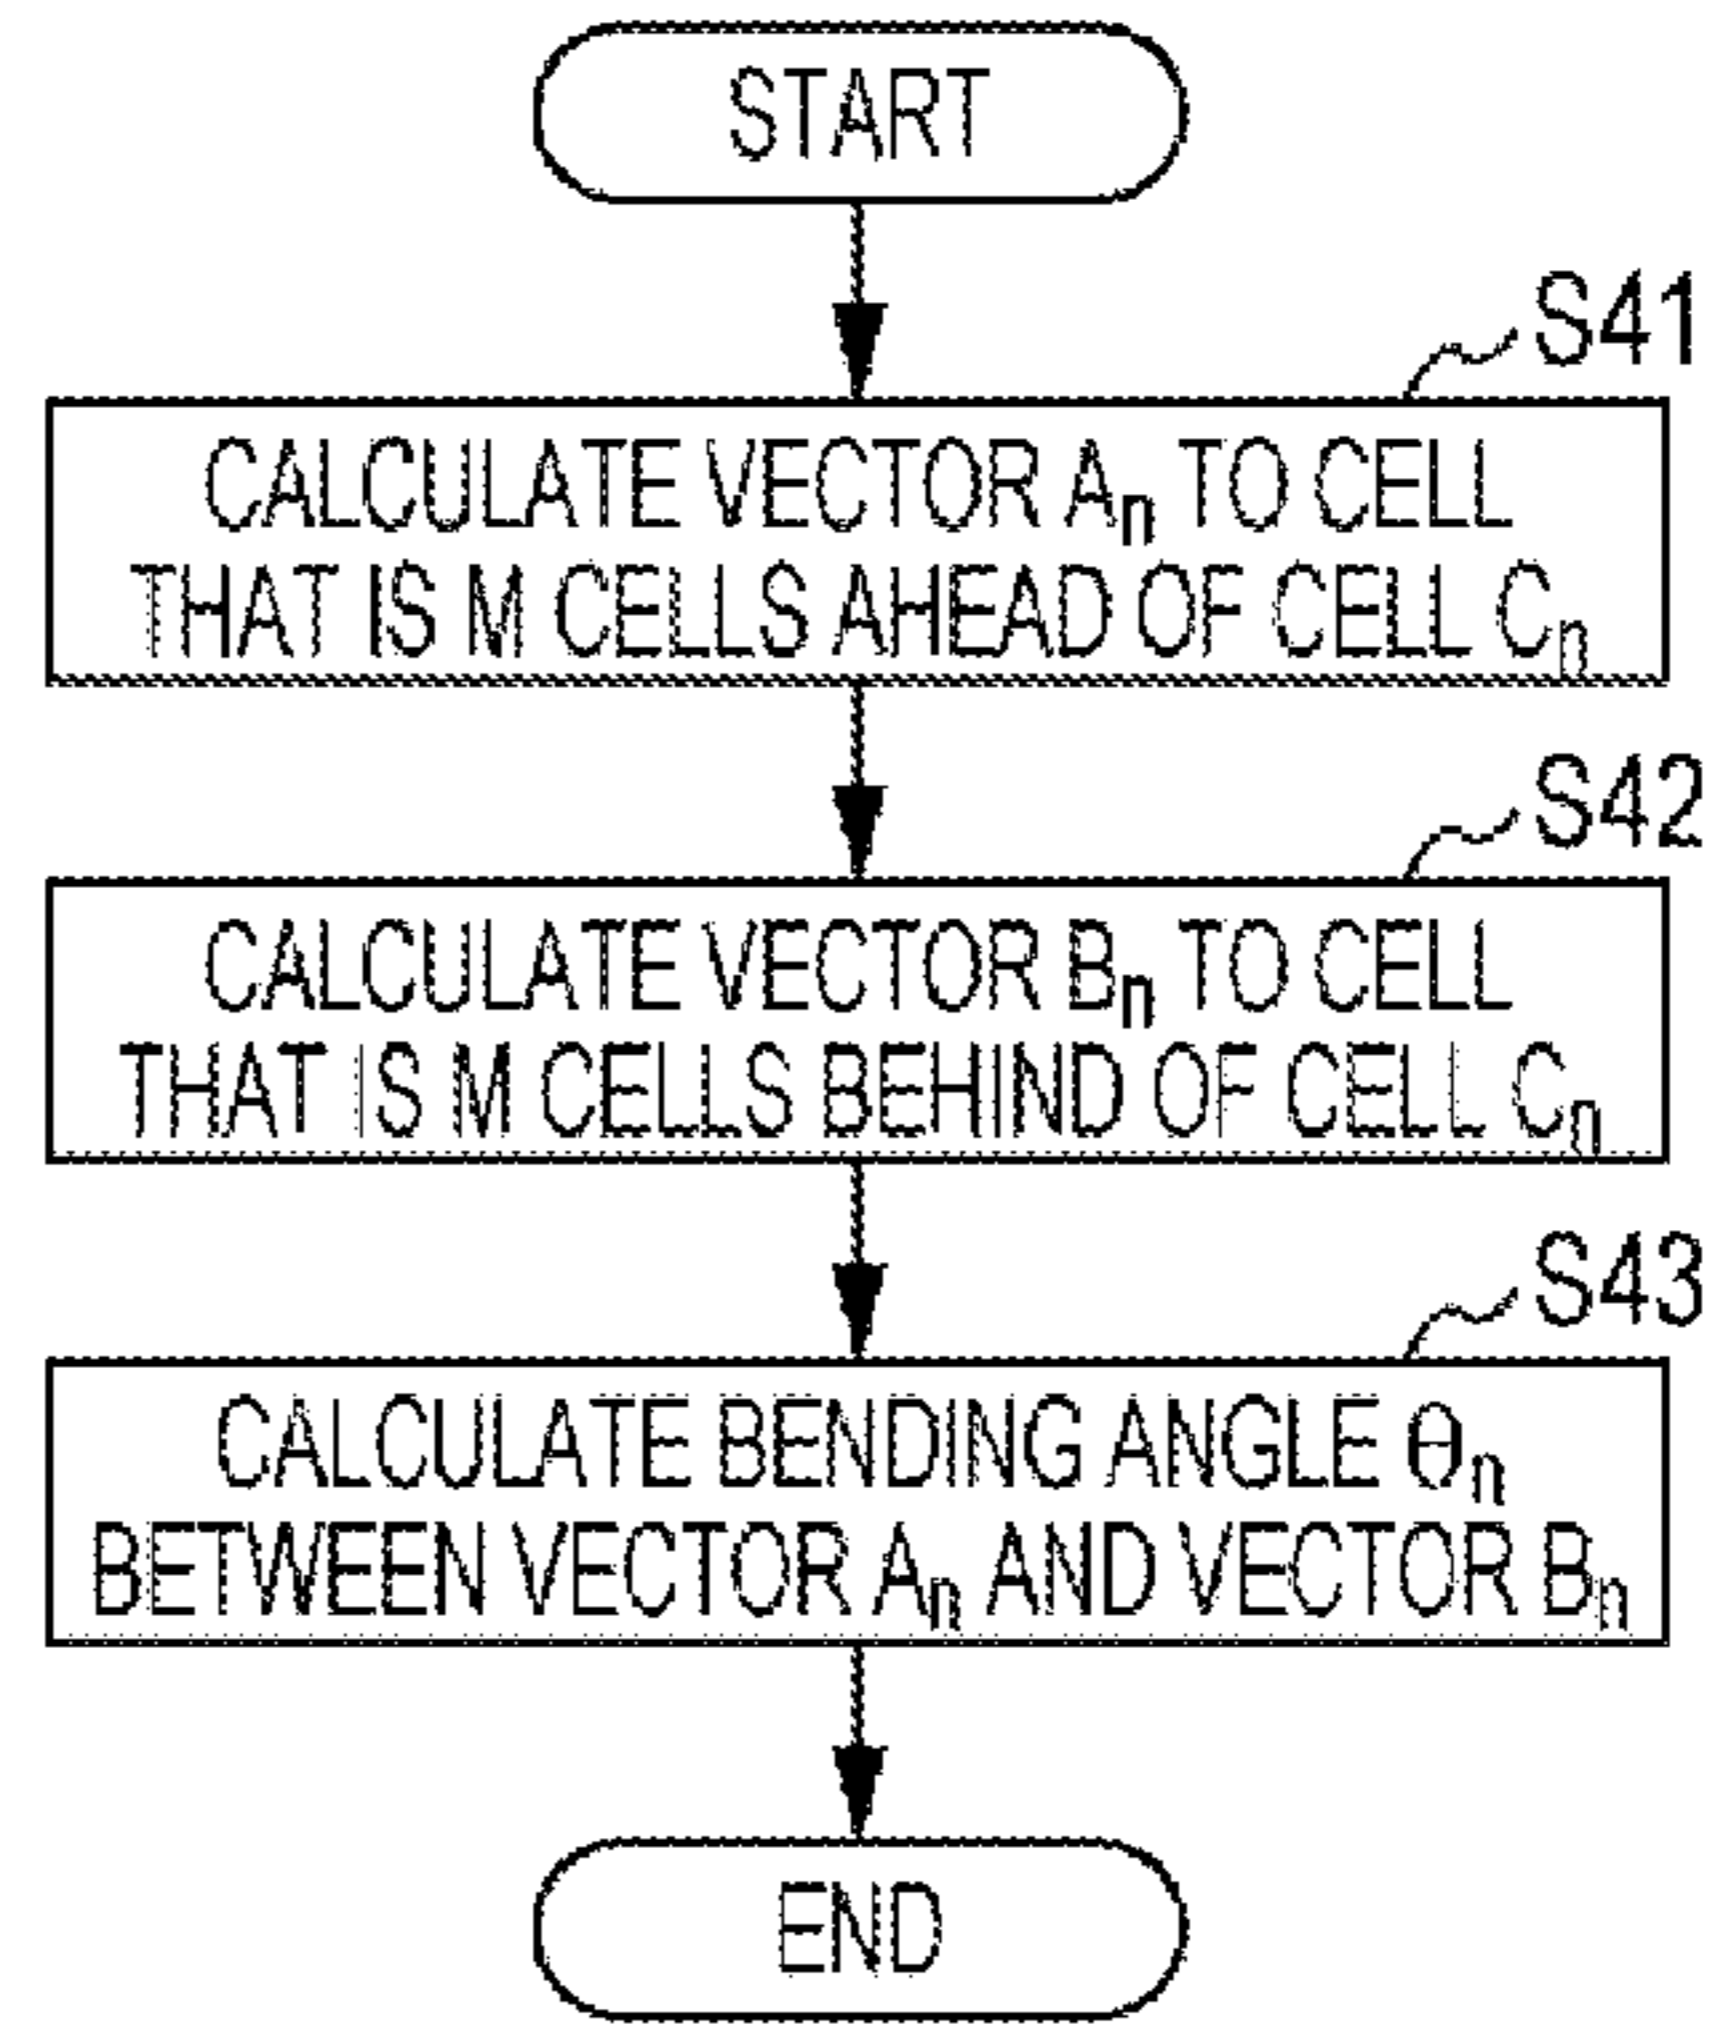 START
S41
CALCULATE VECTOR Aₙ TO CELL
THAT IS M CELLS AHEAD OF CELL Cₙ
S42
CALCULATE VECTOR Bₙ TO CELL
THAT IS M CELLS BEHIND OF CELL Cₙ
S43
CALCULATE BENDING ANGLE θₙ
BETWEEN VECTOR Aₙ AND VECTOR Bₙ
END